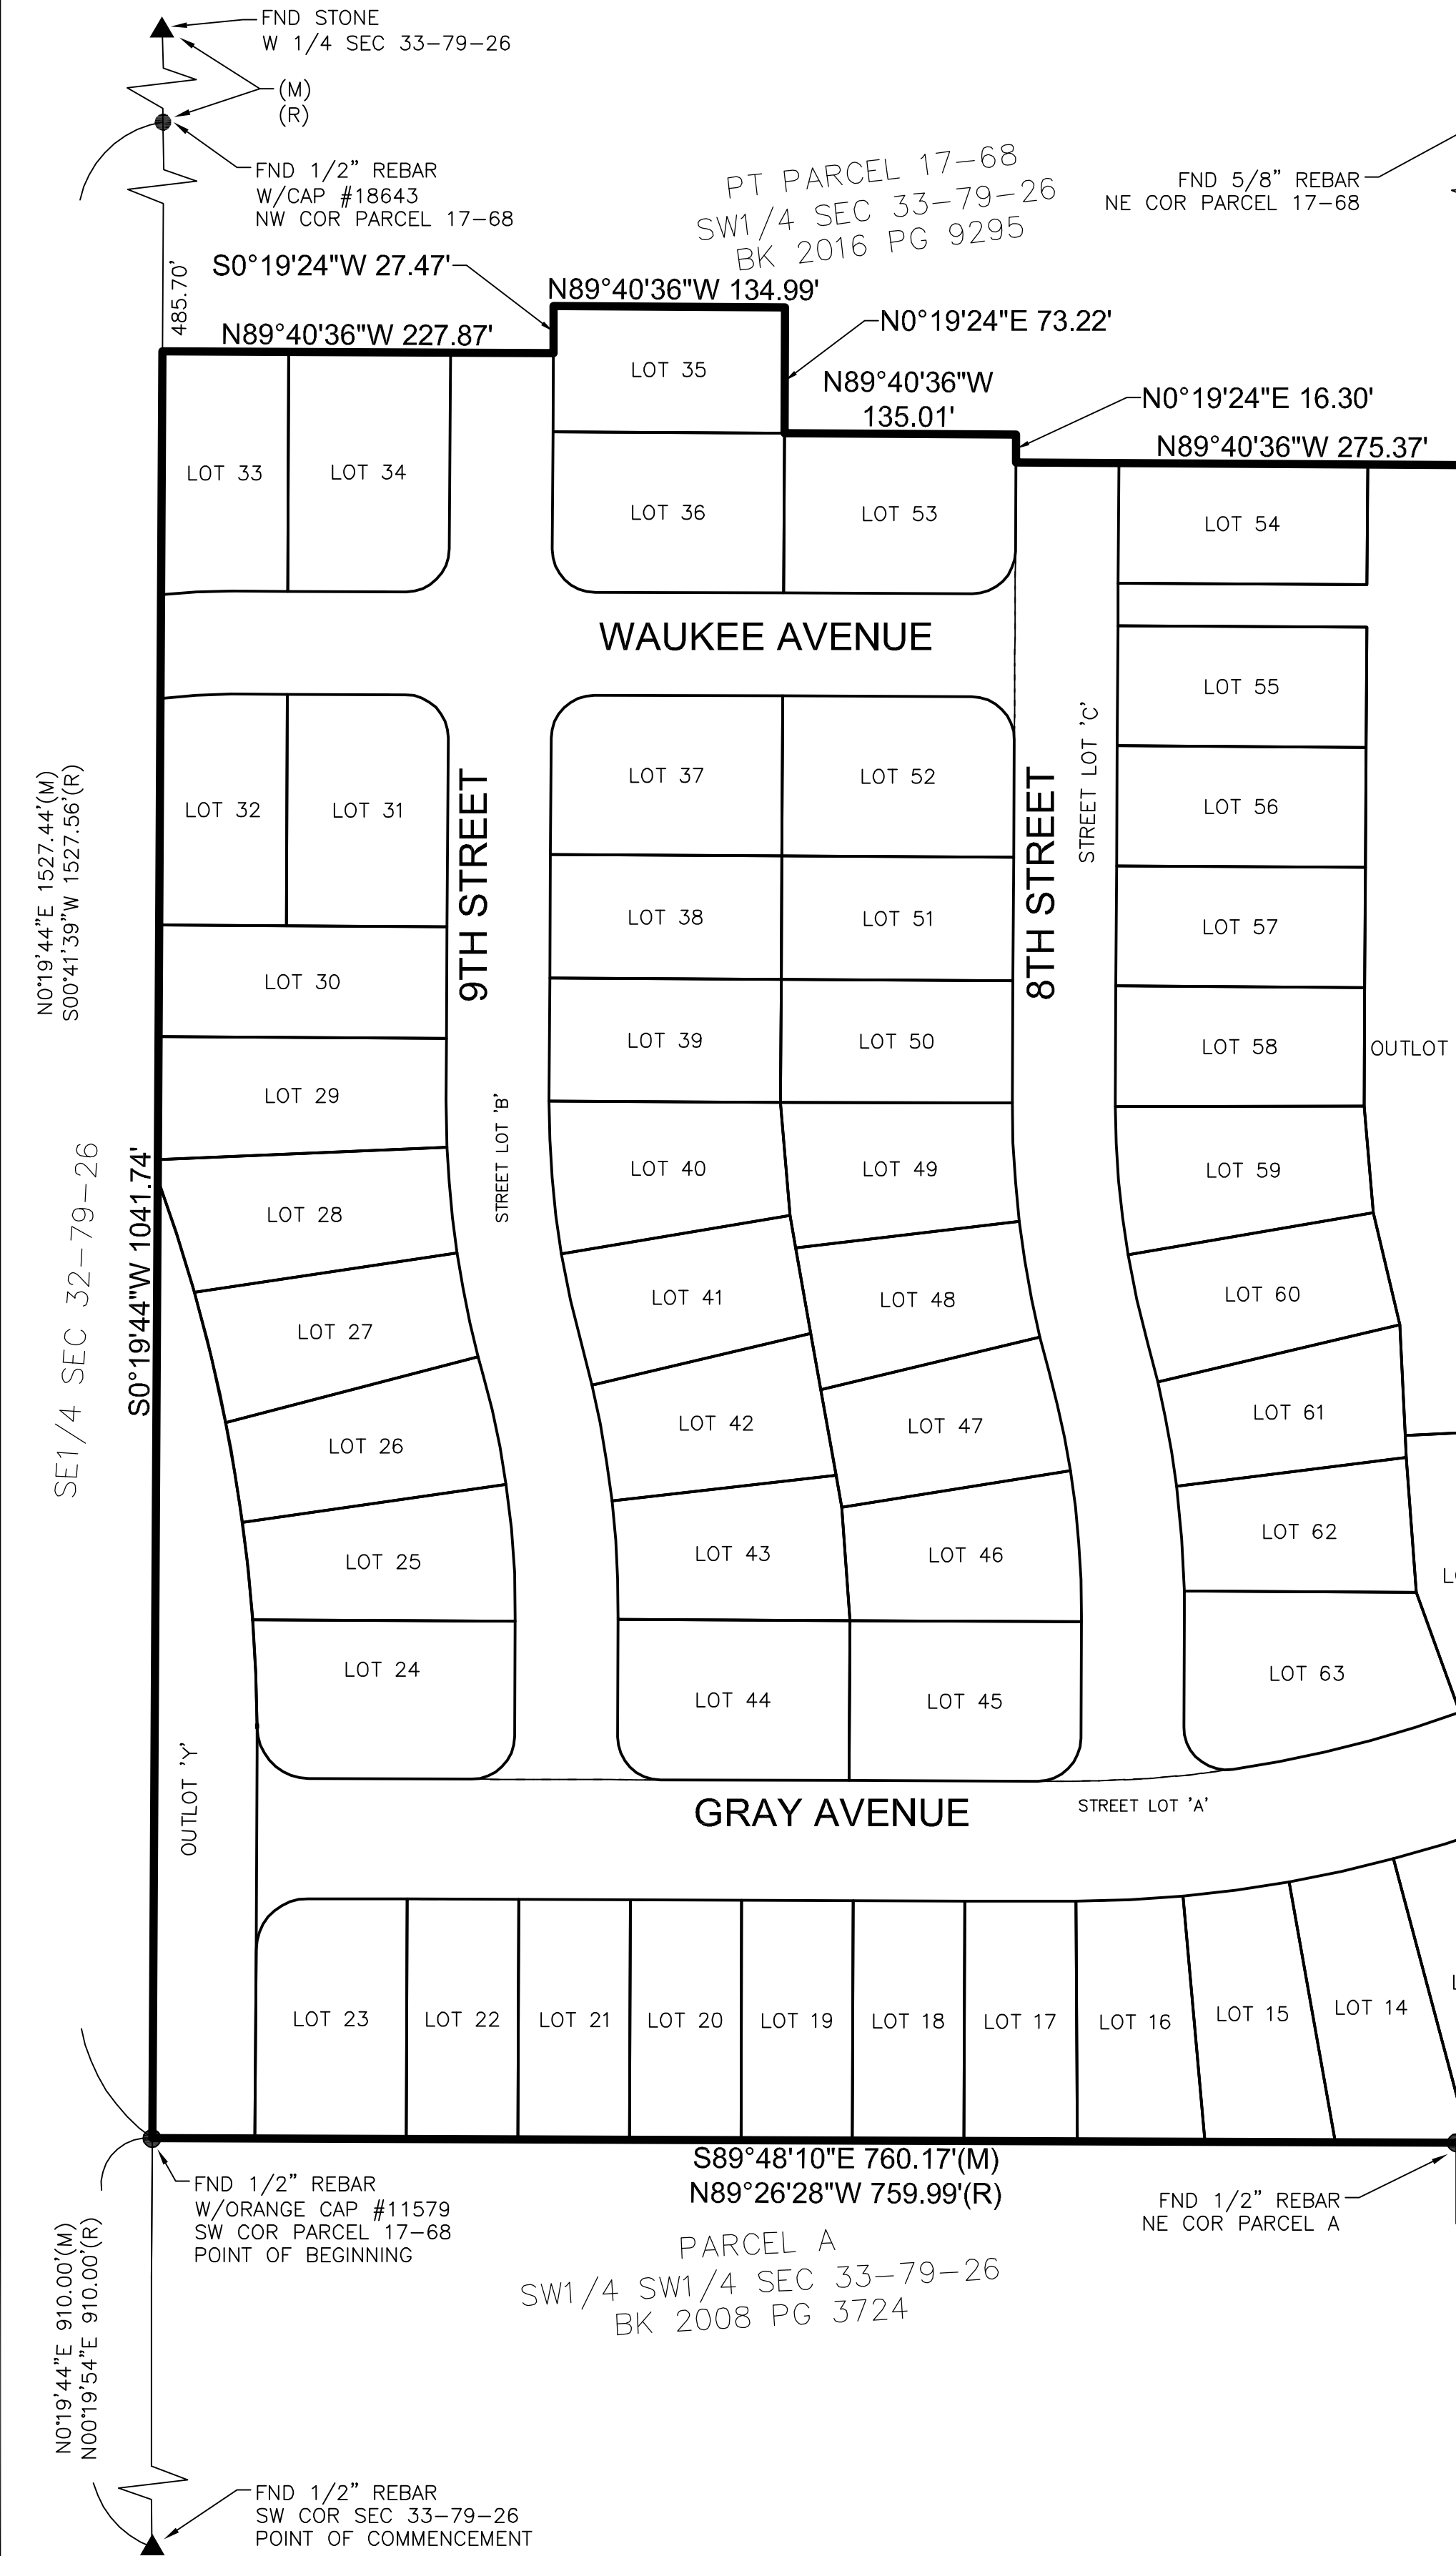 FND STONE
W 1/4 SEC 33-79-26
(M)
(R)
FND 1/2" REBAR
W/CAP #18643
NW COR PARCEL 17-68
PT PARCEL 17-68
SW1/4 SEC 33-79-26
BK 2016 PG 9295
FND 5/8" REBAR
NE COR PARCEL 17-68
485.70'
S0°19'24"W 27.47'
N89°40'36"W 134.99'
N89°40'36"W 227.87'
N0°19'24"E 73.22'
N89°40'36"W
135.01'
N0°19'24"E 16.30'
N89°40'36"W 275.37'
LOT 35
LOT 33
LOT 34
LOT 36
LOT 53
LOT 54
WAUKEE AVENUE
LOT 55
LOT 32
LOT 31
LOT 37
LOT 52
LOT 56
9TH STREET
8TH STREET
STREET LOT 'C'
N0°19'44"E 1527.44'(M)
S00°41'39"W 1527.56'(R)
LOT 38
LOT 51
LOT 57
LOT 30
LOT 39
LOT 50
LOT 58
OUTLOT
LOT 29
STREET LOT 'B'
LOT 40
LOT 49
LOT 59
SE1/4 SEC 32-79-26
S0°19'44"W 1041.74'
LOT 28
LOT 41
LOT 48
LOT 60
LOT 27
LOT 42
LOT 47
LOT 61
LOT 26
LOT 43
LOT 46
LOT 62
LOT 25
LOT 24
LOT 44
LOT 45
LOT 63
OUTLOT 'Y'
GRAY AVENUE
STREET LOT 'A'
LOT 23
LOT 22
LOT 21
LOT 20
LOT 19
LOT 18
LOT 17
LOT 16
LOT 15
LOT 14
S89°48'10"E 760.17'(M)
N89°26'28"W 759.99'(R)
FND 1/2" REBAR
W/ORANGE CAP #11579
SW COR PARCEL 17-68
POINT OF BEGINNING
FND 1/2" REBAR
NE COR PARCEL A
PARCEL A
SW1/4 SW1/4 SEC 33-79-26
BK 2008 PG 3724
N0°19'44"E 910.00'(M)
N00°19'54"E 910.00'(R)
FND 1/2" REBAR
SW COR SEC 33-79-26
POINT OF COMMENCEMENT